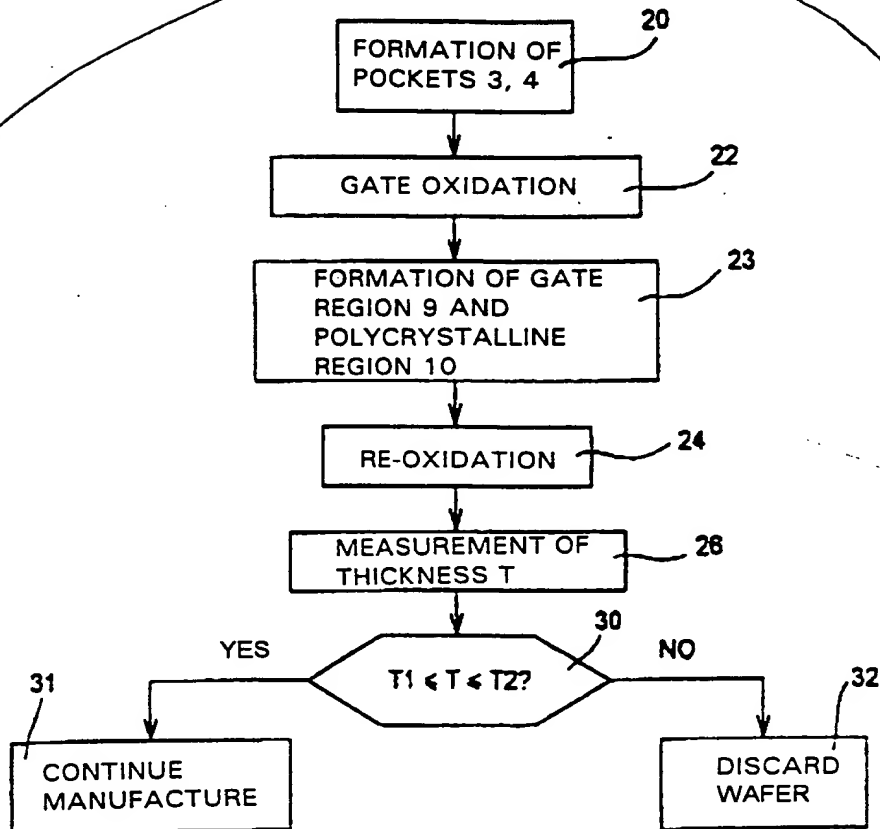 20
FORMATION OF
POCKETS 3, 4
22
GATE OXIDATION
23
FORMATION OF GATE
REGION 9 AND
POLYCRYSTALLINE
REGION 10
24
RE-OXIDATION
MEASUREMENT OF
THICKNESS T
26
30
YES
NO
T1 ≤ T ≤ T2?
31
32
CONTINUE
MANUFACTURE
DISCARD
WAFER